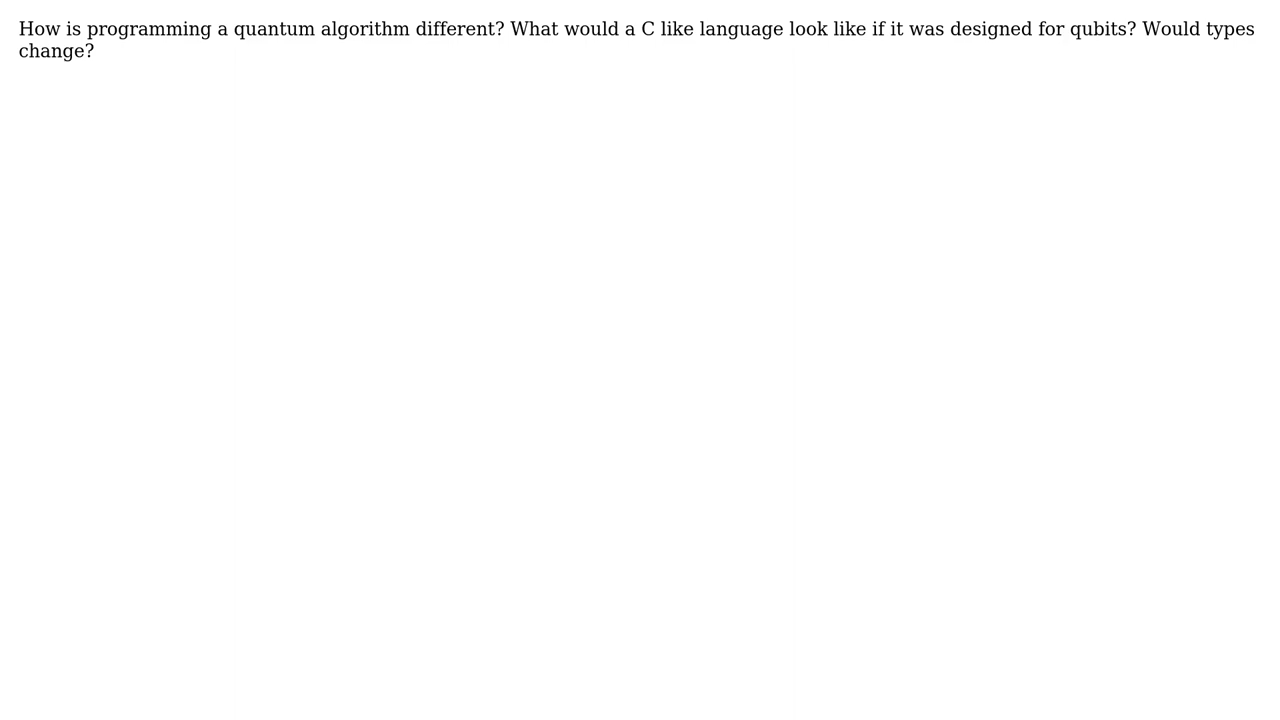 How is programming a quantum algorithm different? What would a C like language look like if it was designed for qubits? Would types
change?